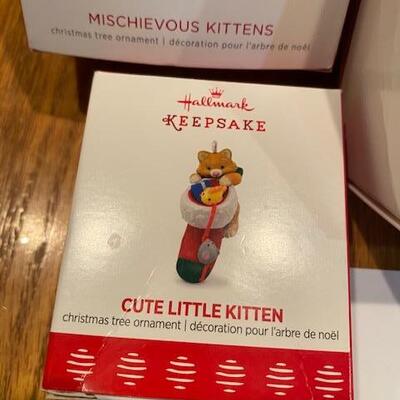 MISCHIEVOUS KITTENS
christmas tree ornament | décoration pour l'arbre de noël
Hallmark
KEEPSAKE
CUTE LITTLE KITTEN
christmas tree ornament | décoration pour l'arbre de noël